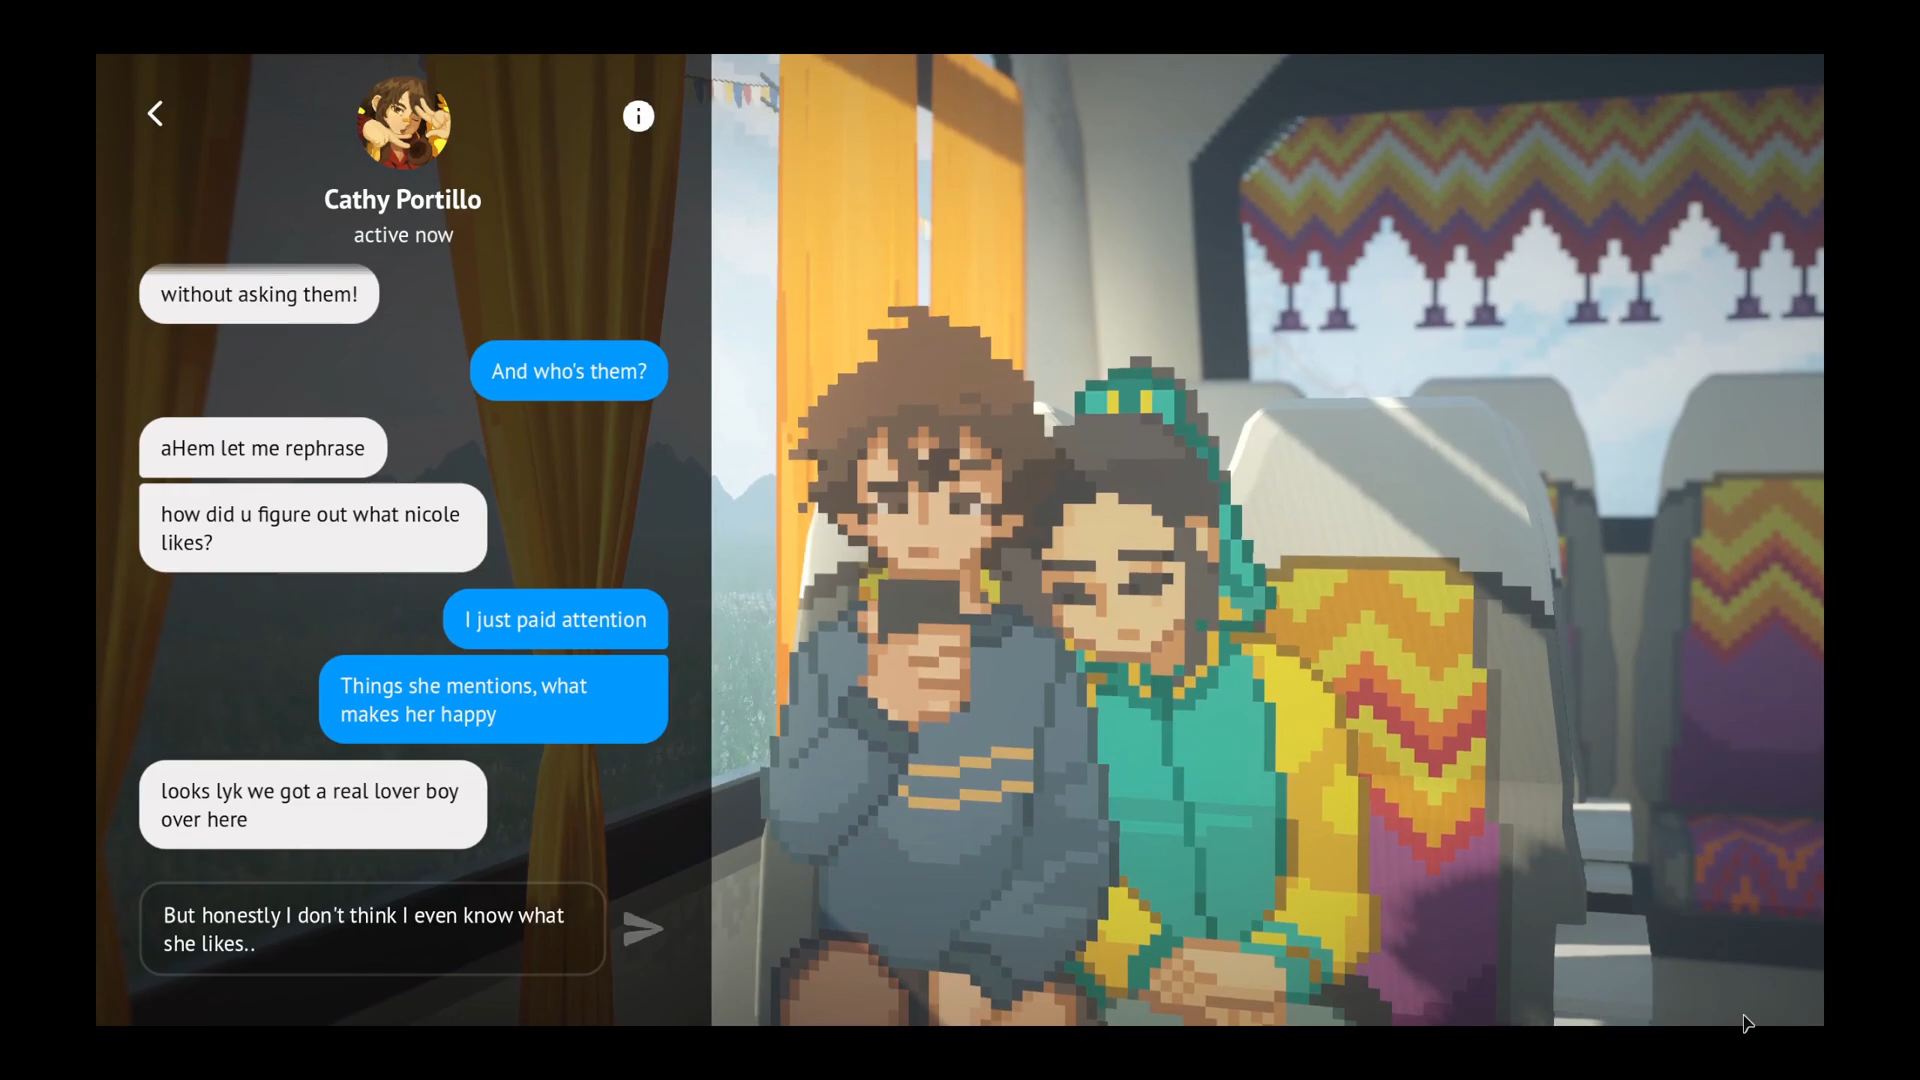 Cathy Portillo
active now
without asking them!
And who's them?
aHem let me rephrase
how did u figure out what nicole
likes?
I just paid attention
Things she mentions, what
makes her happy
looks lyk we got a real lover boy
over here
But honestly I don't think I even know what
she likes..